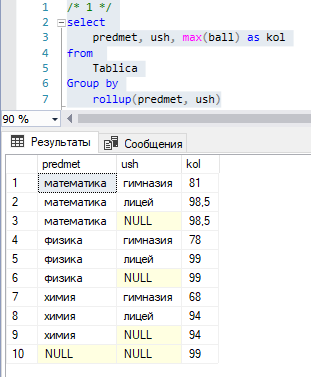 1 /* 1 */
2 select
3 predmet, ush, max(ball) as kol
4 from
5 Tablica
6 Group by
7 rollup(predmet, ush)
90 %
Результаты Сообщения
predmet ush kol
1 математика гимназия 81
2 математика лицей 98,5
3 математика NULL 98,5
4 физика гимназия 78
5 физика лицей 99
6 физика NULL 99
7 химия гимназия 68
8 химия лицей 94
9 химия NULL 94
10 NULL NULL 99